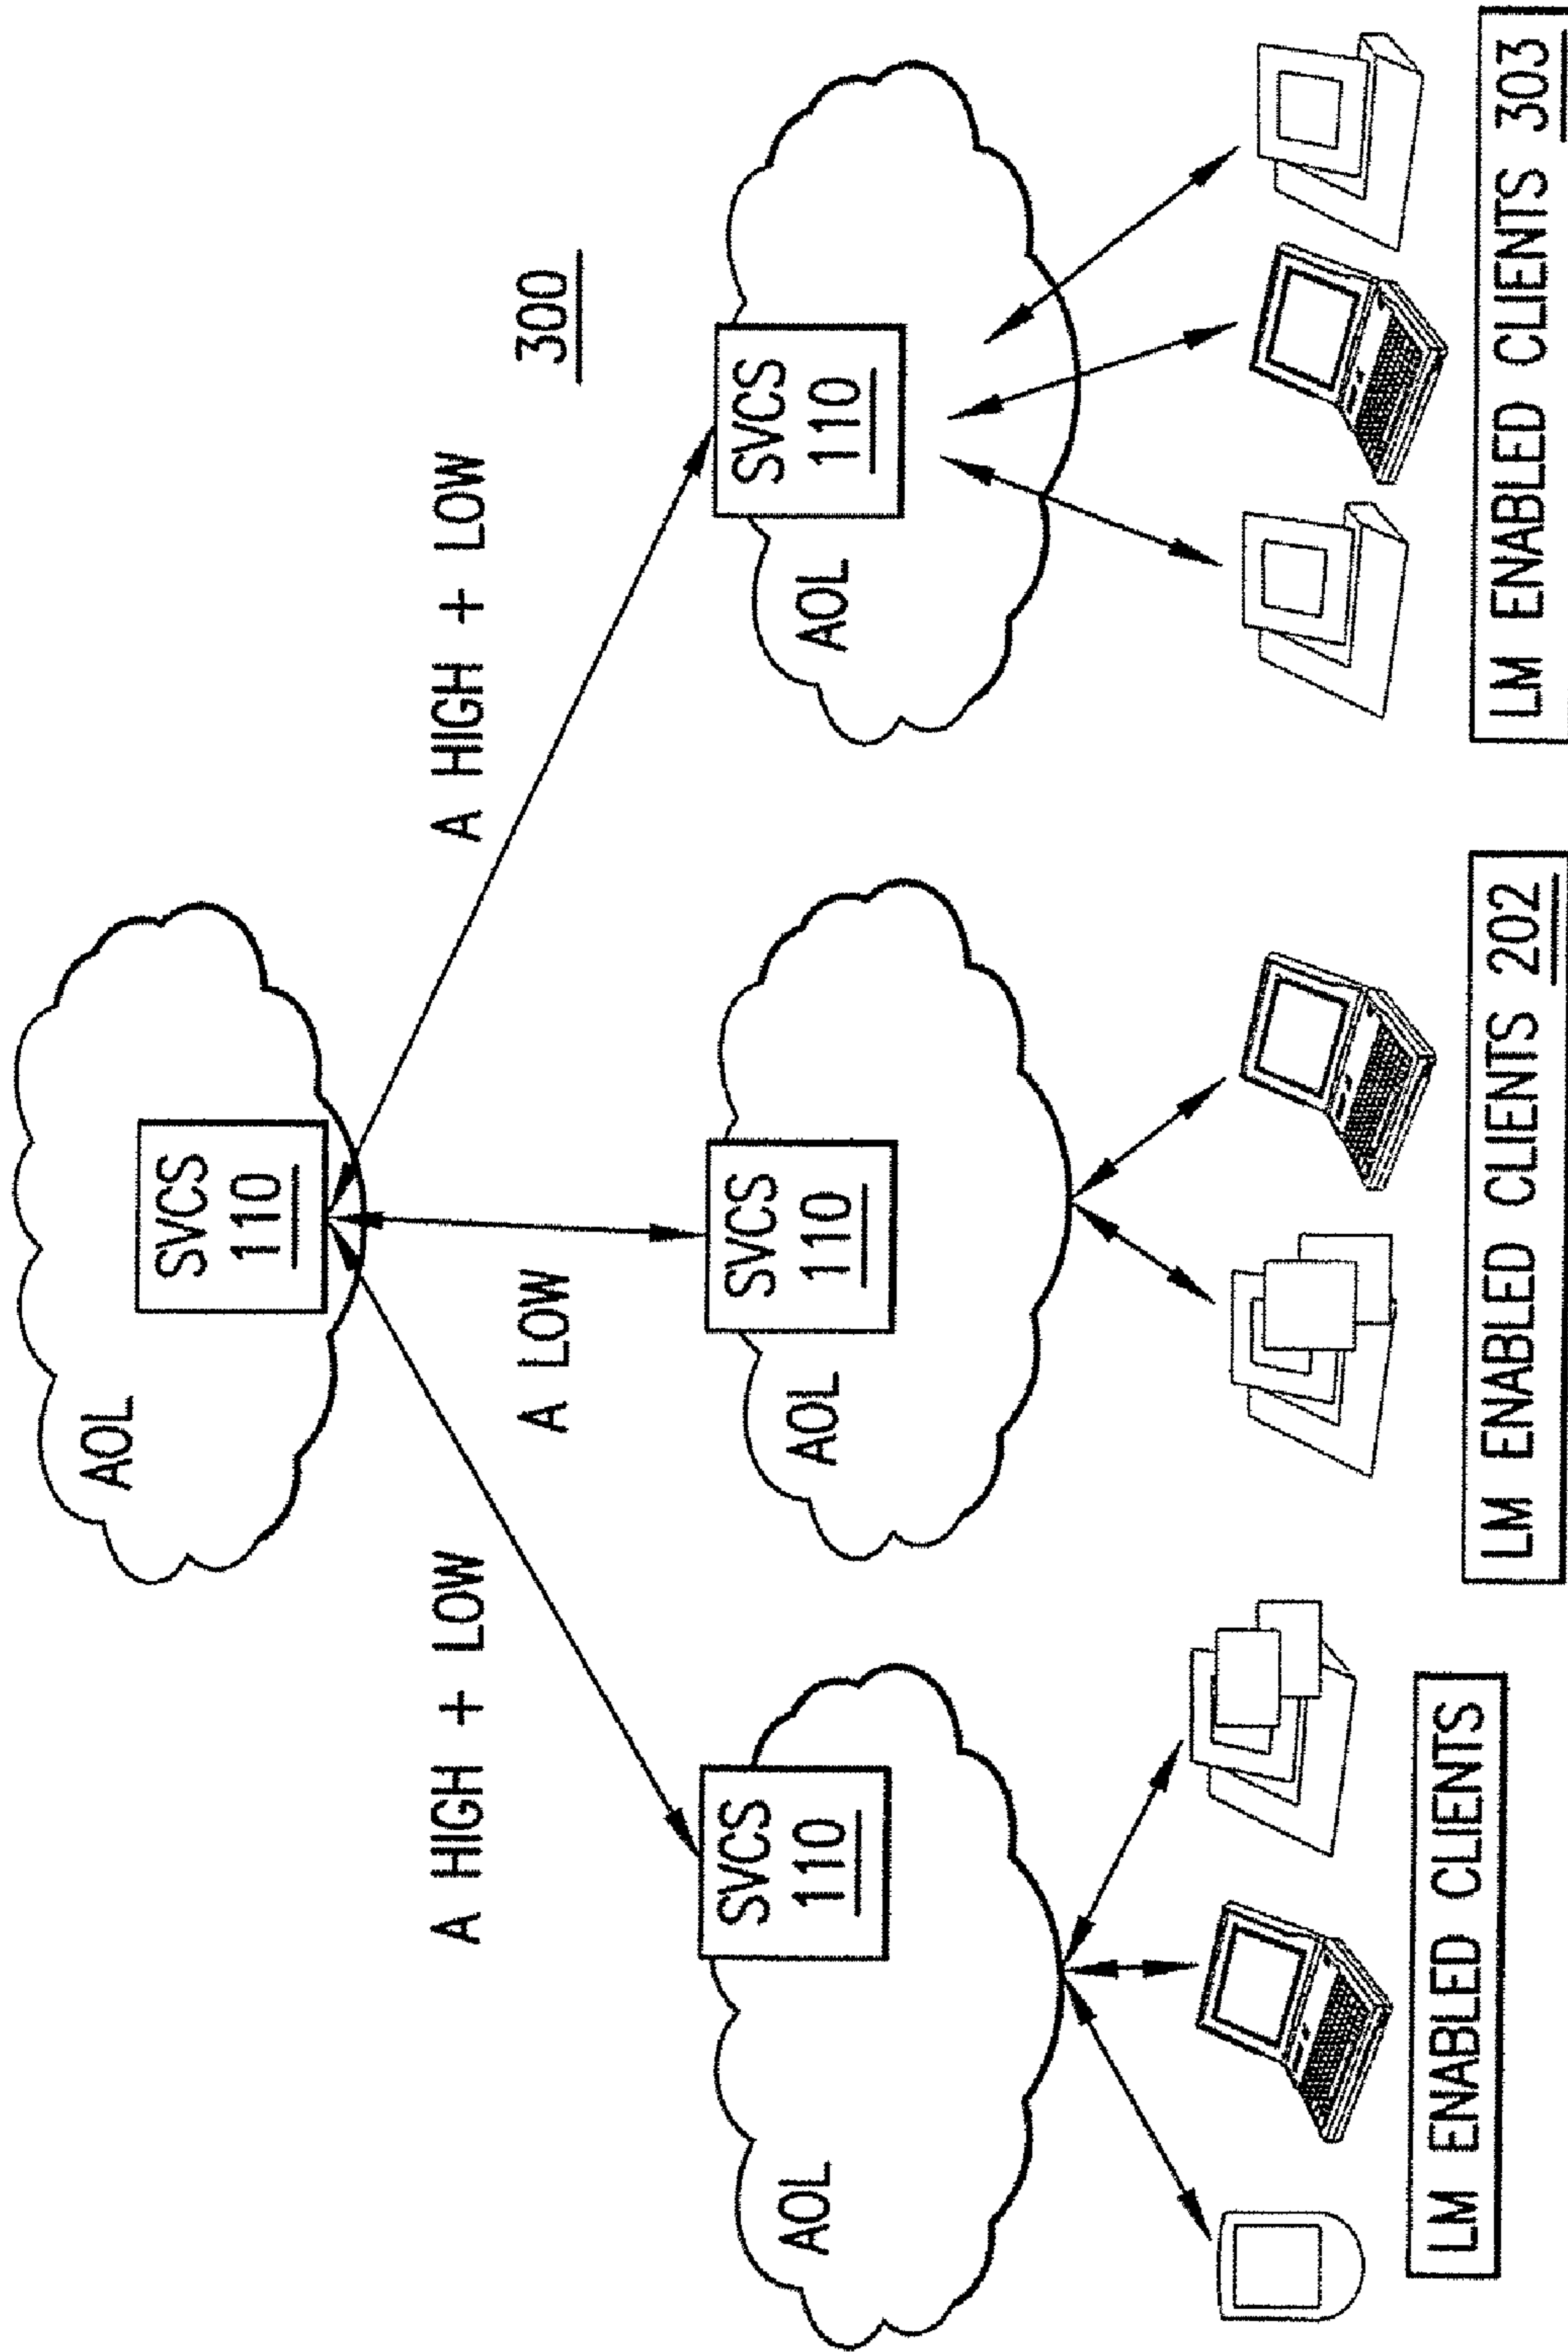 AOL
SVCS
110
A HIGH + LOW
A LOW
A HIGH + LOW
300
AOL
SVCS
110
AOL
SVCS
110
AOL
SVCS
110
LM ENABLED CLIENTS
LM ENABLED CLIENTS 202
LM ENABLED CLIENTS 303